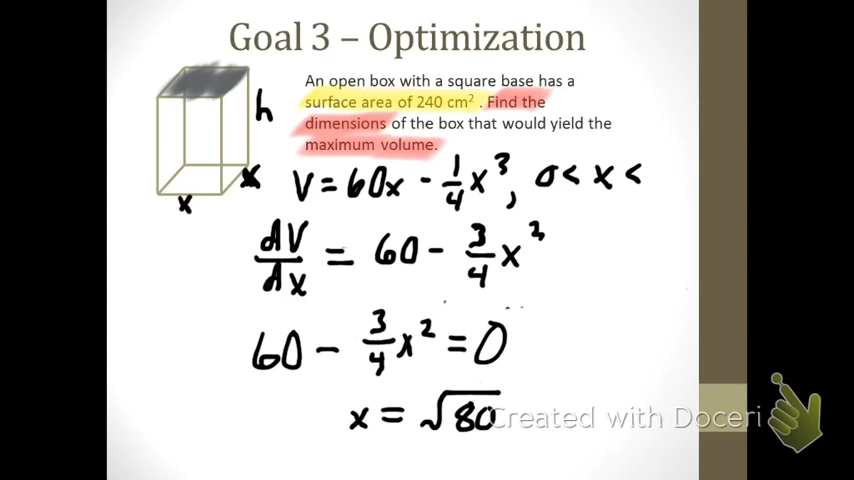 Goal 3 – Optimization
An open box with a square base has a
surface area of 240 cm². Find the
dimensions of the box that would yield the
maximum volume.
h
x
x
V = 60x - 1/4 x³, 0 < x <
dV/dx = 60 - 3/4 x²
60 - 3/4 x² = 0
x = √80
Created with Doceri